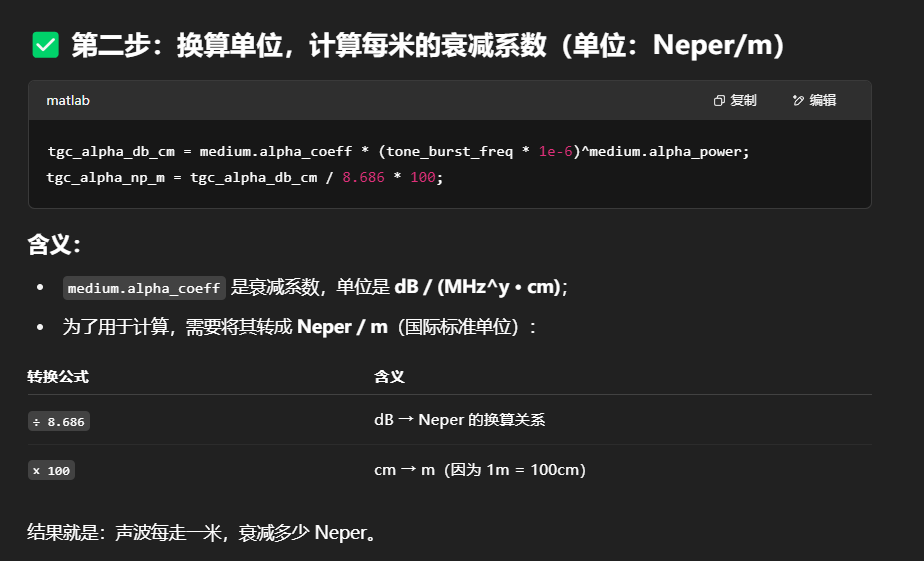 ✅ 第二步：换算单位，计算每米的衰减系数（单位：Neper/m）
matlab 复制 编辑
tgc_alpha_db_cm = medium.alpha_coeff * (tone_burst_freq * 1e-6)^medium.alpha_power;
tgc_alpha_np_m = tgc_alpha_db_cm / 8.686 * 100;
含义：
• medium.alpha_coeff 是衰减系数，单位是 dB / (MHz^y • cm)；
• 为了用于计算，需要将其转成 Neper / m（国际标准单位）：
转换公式 含义
÷ 8.686 dB → Neper 的换算关系
× 100 cm → m（因为 1m = 100cm）
结果就是：声波每走一米，衰减多少 Neper。